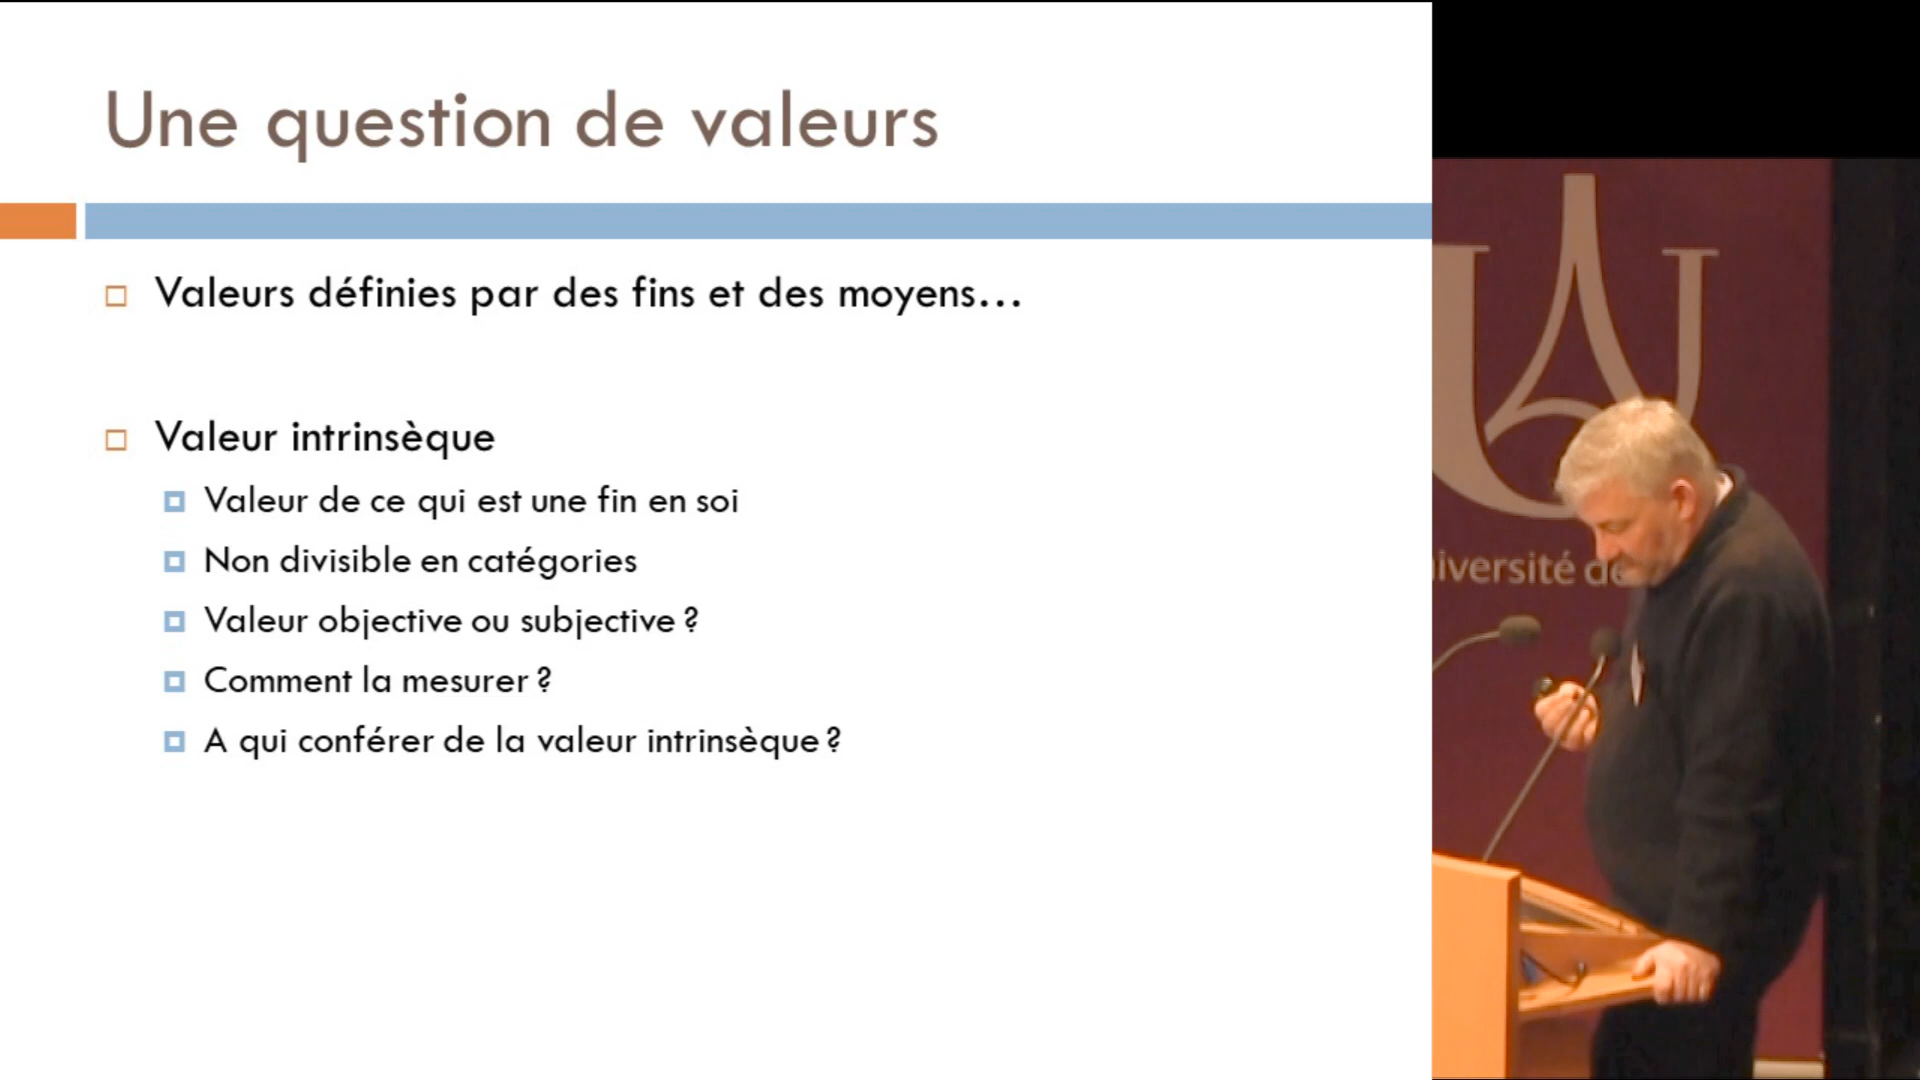 Une question de valeurs
Valeurs définies par des fins et des moyens...
Valeur intrinsèque
Valeur de ce qui est une fin en soi
Non divisible en catégories
Valeur objective ou subjective ?
Comment la mesurer ?
A qui conférer de la valeur intrinsèque ?
iversité de